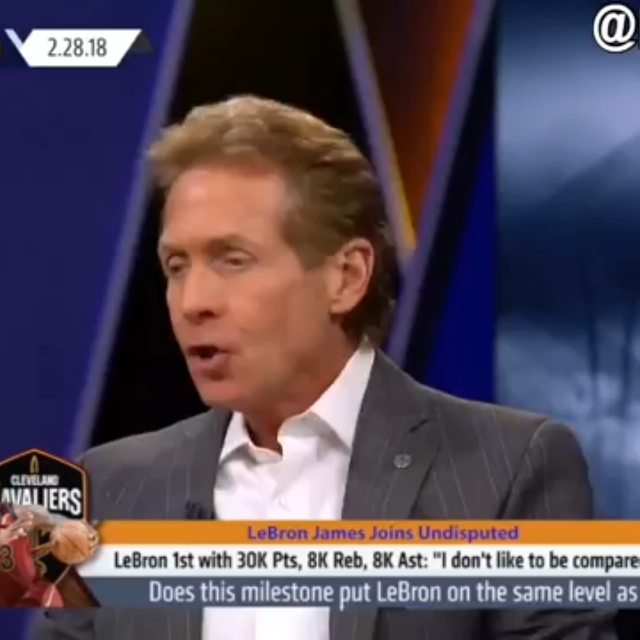 2.28.18
@
CLEVELAND
AVALIERS
LeBron James Joins Undisputed
LeBron 1st with 30K Pts, 8K Reb, 8K Ast: "I don't like to be compare
Does this milestone put LeBron on the same level as